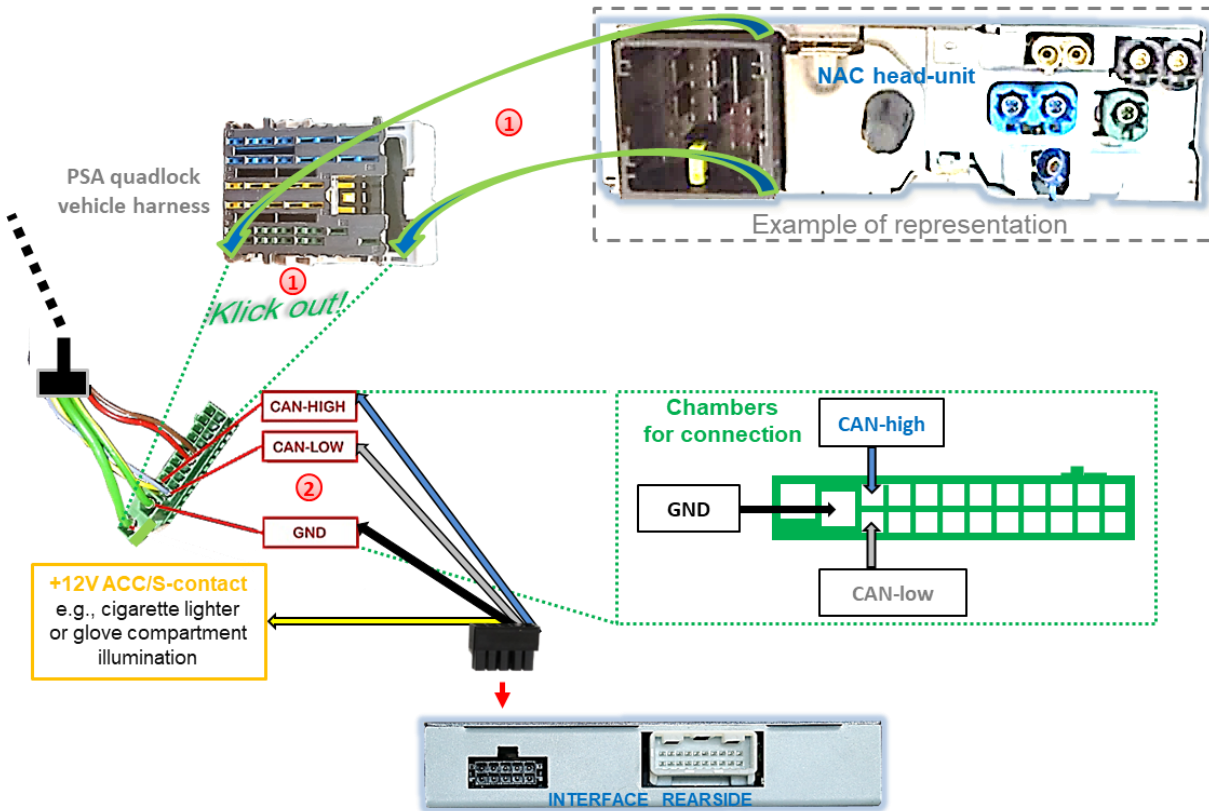 NAC head-unit
1
PSA quadlock
vehicle harness
Example of representation
1
Klick out!
CAN-HIGH
CAN-LOW
2
GND
Chambers
for connection
CAN-high
GND
CAN-low
+12V ACC/S-contact
e.g., cigarette lighter
or glove compartment
illumination
INTERFACE REARSIDE